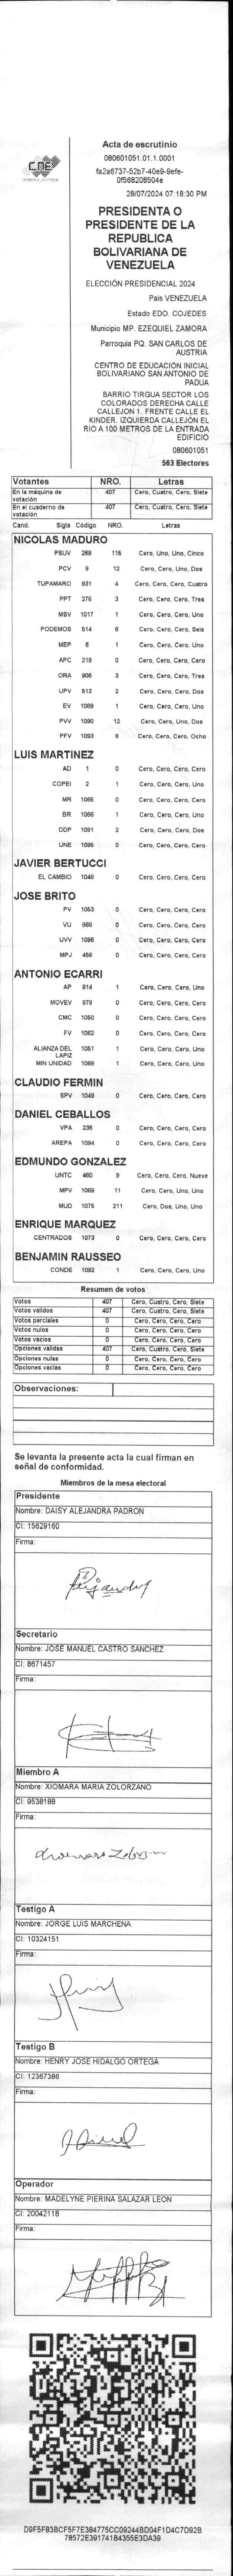 CNE
Acta de escrutinio
080601051.01.1.0001
fa2a6737-52b7-40e9-9efe-
0f568208504e
28/07/2024 07:18:30 PM
PRESIDENTA O
PRESIDENTE DE LA
REPUBLICA
BOLIVARIANA DE
VENEZUELA
ELECCIÓN PRESIDENCIAL 2024
Pais VENEZUELA
Estado EDO. COJEDES
Municipio MP. EZEQUIEL ZAMORA
Parroquia PQ. SAN CARLOS DE
AUSTRIA
CENTRO DE EDUCACION INICIAL
BOLIVARIANO SAN ANTONIO DE
PADUA
BARRIO TIRGUA SECTOR LOS
COLORADOS DERECHA CALLE
CALLEJON 1. FRENTE CALLE EL
KINDER. IZQUIERDA CALLEJÓN EL
RIO A 100 METROS DE LA ENTRADA
EDIFICIO
080601051
563 Electores
Votantes NRO. Letras
En la máquina de
votación 407 Cero, Cuatro, Cero, Siete
En el cuaderno de
votación 407 Cero, Cuatro, Cero, Siete
Cand. Sigla Código NRO. Letras
NICOLAS MADURO
PSUV 269 115 Cero, Uno, Uno, Cinco
PCV 9 12 Cero, Cero, Uno, Dos
TUPAMARO 931 4 Cero, Cero, Cero, Cuatro
PPT 276 3 Cero, Cero, Cero, Tres
MSV 1017 1 Cero, Cero, Cero, Uno
PODEMOS 514 6 Cero, Cero, Cero, Seis
MEP 6 1 Cero, Cero, Cero, Uno
APC 219 0 Cero, Cero, Cero, Cero
ORA 906 3 Cero, Cero, Cero, Tres
UPV 513 2 Cero, Cero, Cero, Dos
EV 1089 1 Cero, Cero, Cero, Uno
PVV 1090 12 Cero, Cero, Uno, Dos
PFV 1093 8 Cero, Cero, Cero, Ocho
LUIS MARTINEZ
AD 1 0 Cero, Cero, Cero, Cero
COPEI 2 1 Cero, Cero, Cero, Uno
MR 1065 0 Cero, Cero, Cero, Cero
BR 1066 1 Cero, Cero, Cero, Uno
DDP 1091 2 Cero, Cero, Cero, Dos
UNE 1095 0 Cero, Cero, Cero, Cero
JAVIER BERTUCCI
EL CAMBIO 1048 0 Cero, Cero, Cero, Cero
JOSE BRITO
PV 1053 0 Cero, Cero, Cero, Cero
VU 868 0 Cero, Cero, Cero, Cero
UVV 1096 0 Cero, Cero, Cero, Cero
MPJ 458 0 Cero, Cero, Cero, Cero
ANTONIO ECARRI
AP 914 1 Cero, Cero, Cero, Uno
MOVEV 979 0 Cero, Cero, Cero, Cero
CMC 1050 0 Cero, Cero, Cero, Cero
FV 1062 0 Cero, Cero, Cero, Cero
ALIANZA DEL
LAPIZ 1051 1 Cero, Cero, Cero, Uno
MIN UNIDAD 1068 1 Cero, Cero, Cero, Uno
CLAUDIO FERMIN
SPV 1049 0 Cero, Cero, Cero, Cero
DANIEL CEBALLOS
VPA 236 0 Cero, Cero, Cero, Cero
AREPA 1094 0 Cero, Cero, Cero, Cero
EDMUNDO GONZALEZ
UNTC 460 9 Cero, Cero, Cero, Nueve
MPV 1069 11 Cero, Cero, Uno, Uno
MUD 1075 211 Cero, Dos, Uno, Uno
ENRIQUE MARQUEZ
CENTRADOS 1073 0 Cero, Cero, Cero, Cero
BENJAMIN RAUSSEO
CONDE 1092 1 Cero, Cero, Cero, Uno
Resumen de votos
Votos 407 Cero, Cuatro, Cero, Siete
Votos validos 407 Cero, Cuatro, Cero, Siete
Votos parciales 0 Cero, Cero, Cero, Cero
Votos nulos 0 Cero, Cero, Cero, Cero
Votos vacios 0 Cero, Cero, Cero, Cero
Opciones validas 407 Cero, Cuatro, Cero, Siete
Opciones nulas 0 Cero, Cero, Cero, Cero
Opciones vacias 0 Cero, Cero, Cero, Cero
Observaciones:
Se levanta la presente acta la cual firman en
señal de conformidad.
Miembros de la mesa electoral
Presidente
Nombre: DAISY ALEJANDRA PADRON
CI: 15629160
Firma:
Secretario
Nombre: JOSE MANUEL CASTRO SANCHEZ
CI: 8671457
Firma:
Miembro A
Nombre: XIOMARA MARIA ZOLORZANO
CI: 9538188
Firma:
Testigo A
Nombre: JORGE LUIS MARCHENA
CI: 10324151
Firma:
Testigo B
Nombre: HENRY JOSE HIDALGO ORTEGA
CI: 12367386
Firma:
Operador
Nombre: MADELYNE PIERINA SALAZAR LEON
CI: 20042118
Firma:
D9F5F83BCF5F7E384775CC09244BD04F1D4C7D92B
78572E391741B4355E3DA39